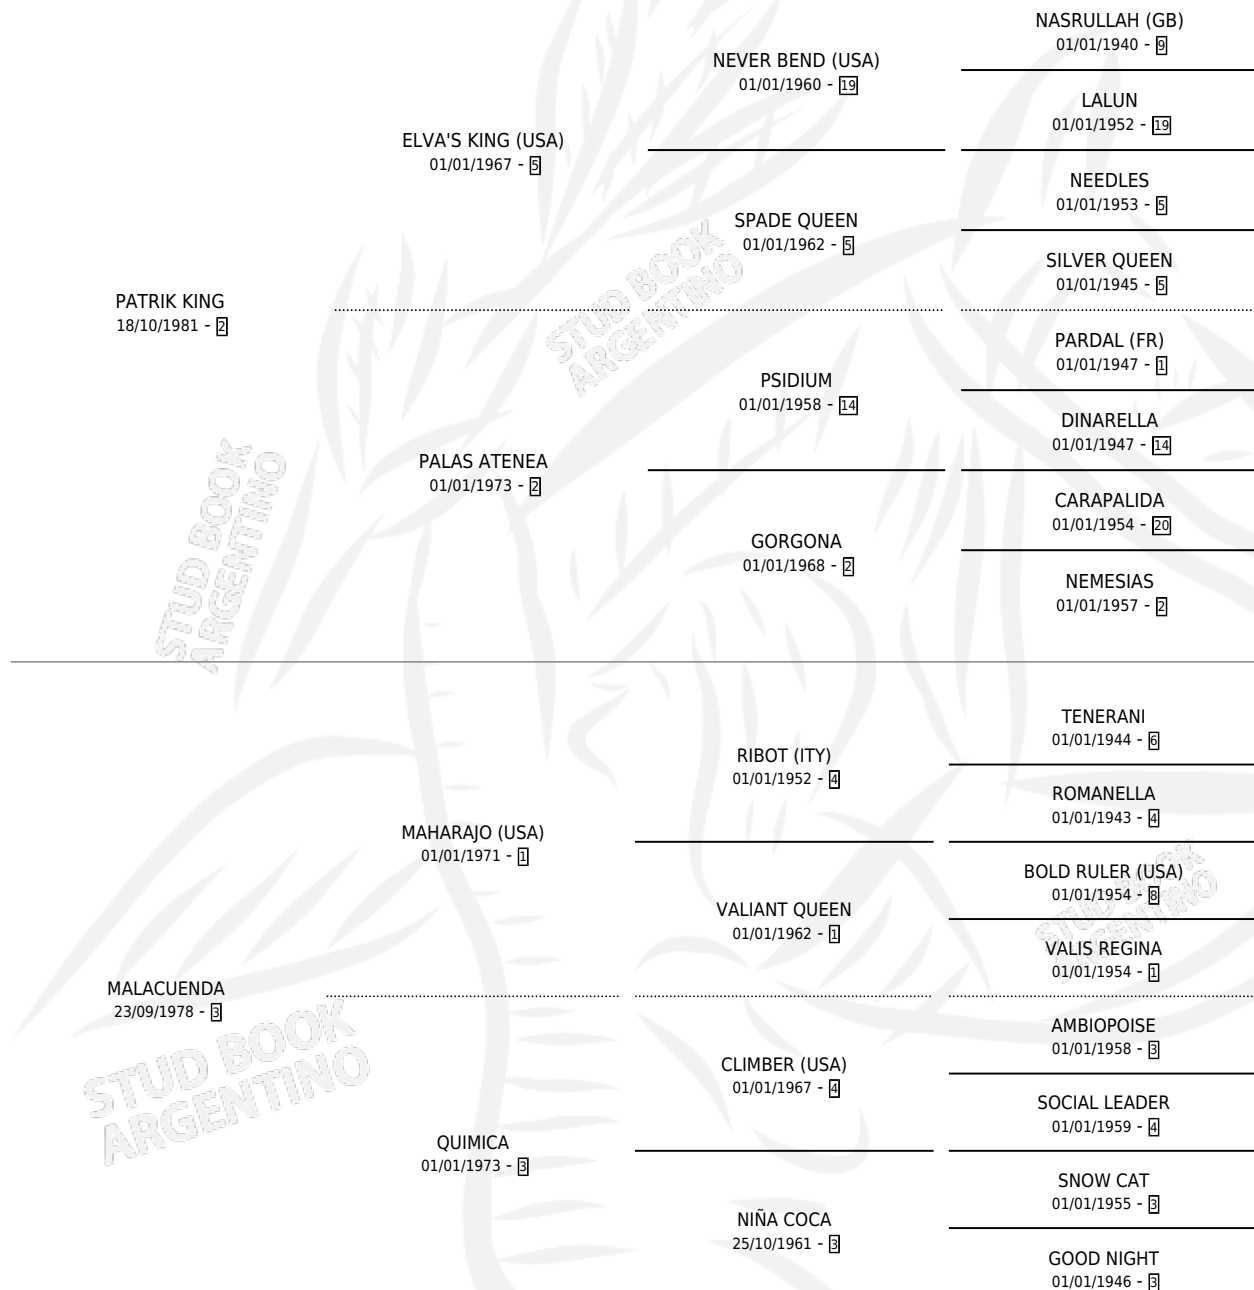 NASRULLAH (GB)
01/01/1940 - 9
NEVER BEND (USA)
01/01/1960 - 19
LALUN
01/01/1952 - 19
ELVA'S KING (USA)
01/01/1967 - 5
NEEDLES
01/01/1953 - 5
SPADE QUEEN
01/01/1962 - 5
SILVER QUEEN
01/01/1945 - 5
PATRIK KING
18/10/1981 - 2
PARDAL (FR)
01/01/1947 - 1
PSIDIUM
01/01/1958 - 14
DINARELLA
01/01/1947 - 14
PALAS ATENEA
01/01/1973 - 2
CARAPALIDA
01/01/1954 - 20
GORGONA
01/01/1968 - 2
NEMESIAS
01/01/1957 - 2
STUD BOOK
ARGENTINO
STUD BOOK
ARGENTINO
TENERANI
01/01/1944 - 6
RIBOT (ITY)
01/01/1952 - 4
ROMANELLA
01/01/1943 - 4
MAHARAJO (USA)
01/01/1971 - 1
BOLD RULER (USA)
01/01/1954 - 8
VALIANT QUEEN
01/01/1962 - 1
VALIS REGINA
01/01/1954 - 1
MALACUENDA
23/09/1978 - 3
AMBIOPOISE
01/01/1958 - 3
CLIMBER (USA)
01/01/1967 - 4
SOCIAL LEADER
01/01/1959 - 4
QUIMICA
01/01/1973 - 3
SNOW CAT
01/01/1955 - 3
NIÑA COCA
25/10/1961 - 3
GOOD NIGHT
01/01/1946 - 3
STUD BOOK
ARGENTINO
STUD BOOK
ARGENTINO